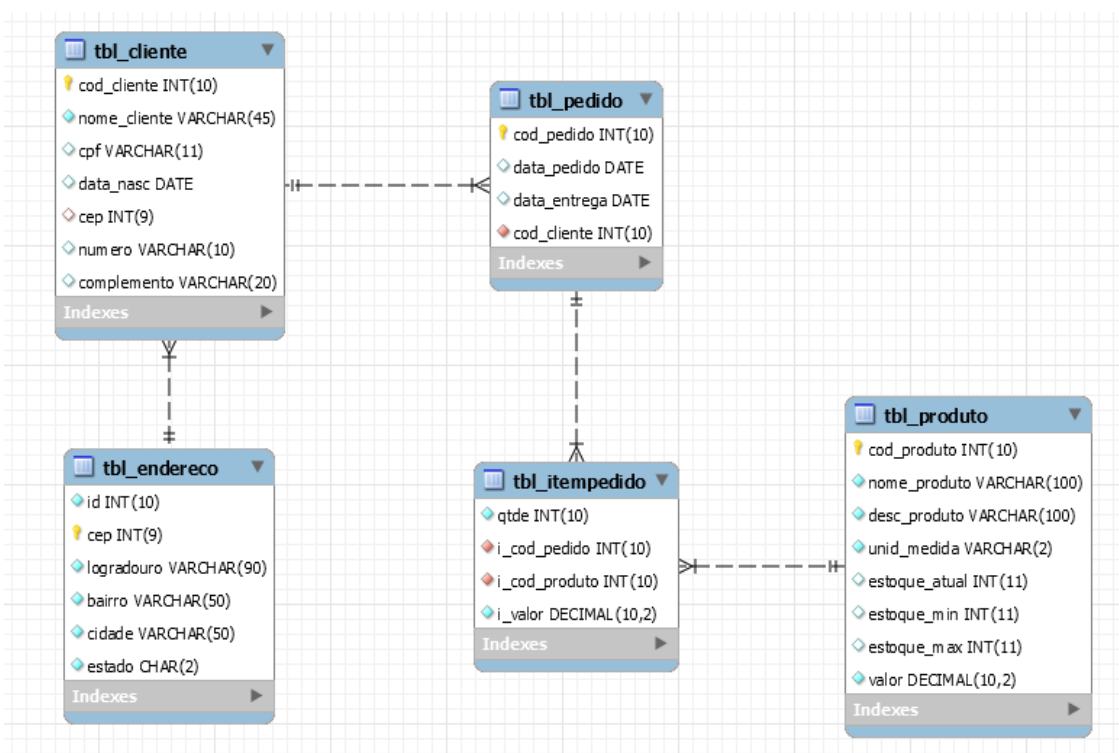 tbl_cliente
cod_cliente INT(10)
nome_cliente VARCHAR(45)
cpf VARCHAR(11)
data_nasc DATE
cep INT(9)
numero VARCHAR(10)
complemento VARCHAR(20)
Indexes
tbl_pedido
cod_pedido INT(10)
data_pedido DATE
data_entrega DATE
cod_cliente INT(10)
Indexes
tbl_endereco
id INT(10)
cep INT(9)
logradouro VARCHAR(90)
bairro VARCHAR(50)
cidade VARCHAR(50)
estado CHAR(2)
Indexes
tbl_itempedido
qtde INT(10)
i_cod_pedido INT(10)
i_cod_produto INT(10)
i_valor DECIMAL(10,2)
Indexes
tbl_produto
cod_produto INT(10)
nome_produto VARCHAR(100)
desc_produto VARCHAR(100)
unid_medida VARCHAR(2)
estoque_atual INT(11)
estoque_min INT(11)
estoque_max INT(11)
valor DECIMAL(10,2)
Indexes